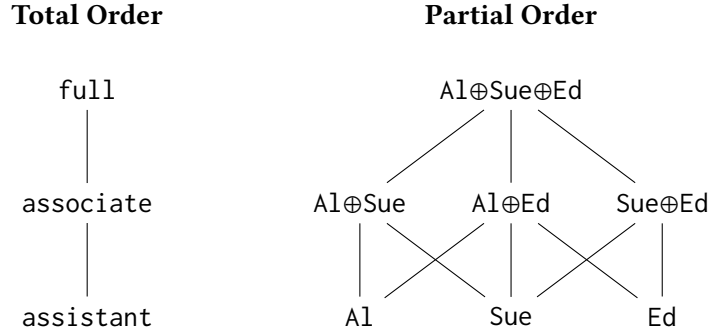 Total Order Partial Order
full Al⊕Sue⊕Ed
associate Al⊕Sue Al⊕Ed Sue⊕Ed
assistant Al Sue Ed